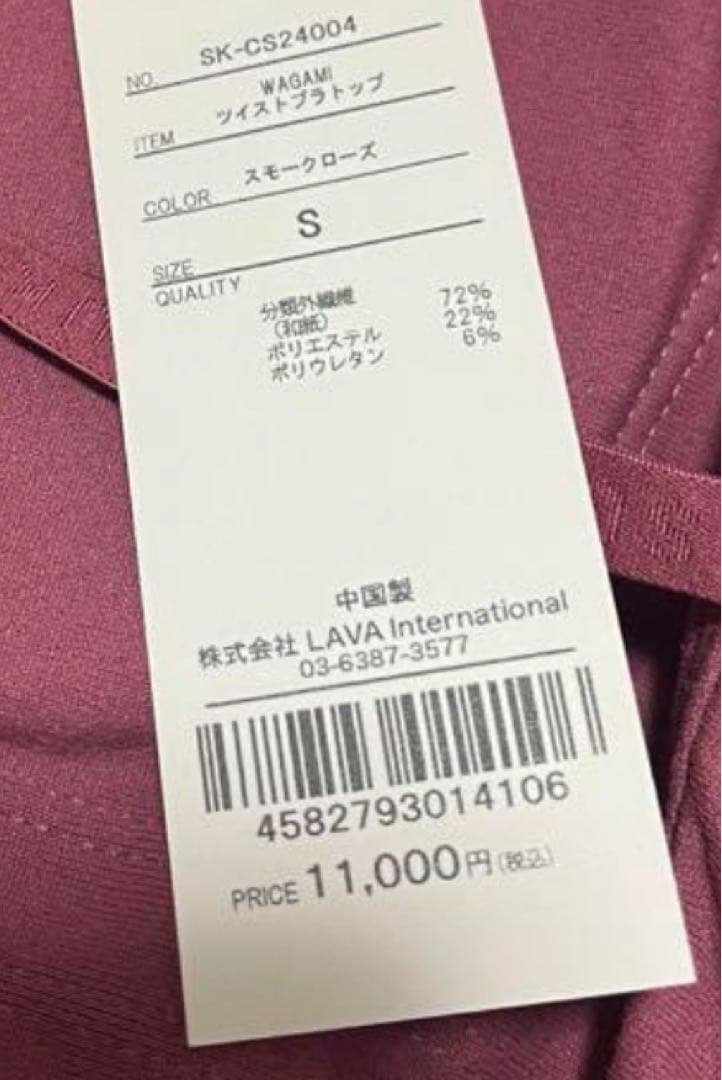 NO. SK-CS24004
WAGAMI
ITEM ツイストブラトップ
COLOR スモークローズ
SIZE S
QUALITY
分類外繊維 72%
(和紙)
ポリエステル 22%
ポリウレタン 6%
中国製
株式会社 LAVA International
03-6387-3577
4582793014106
PRICE 11,000円(税込)